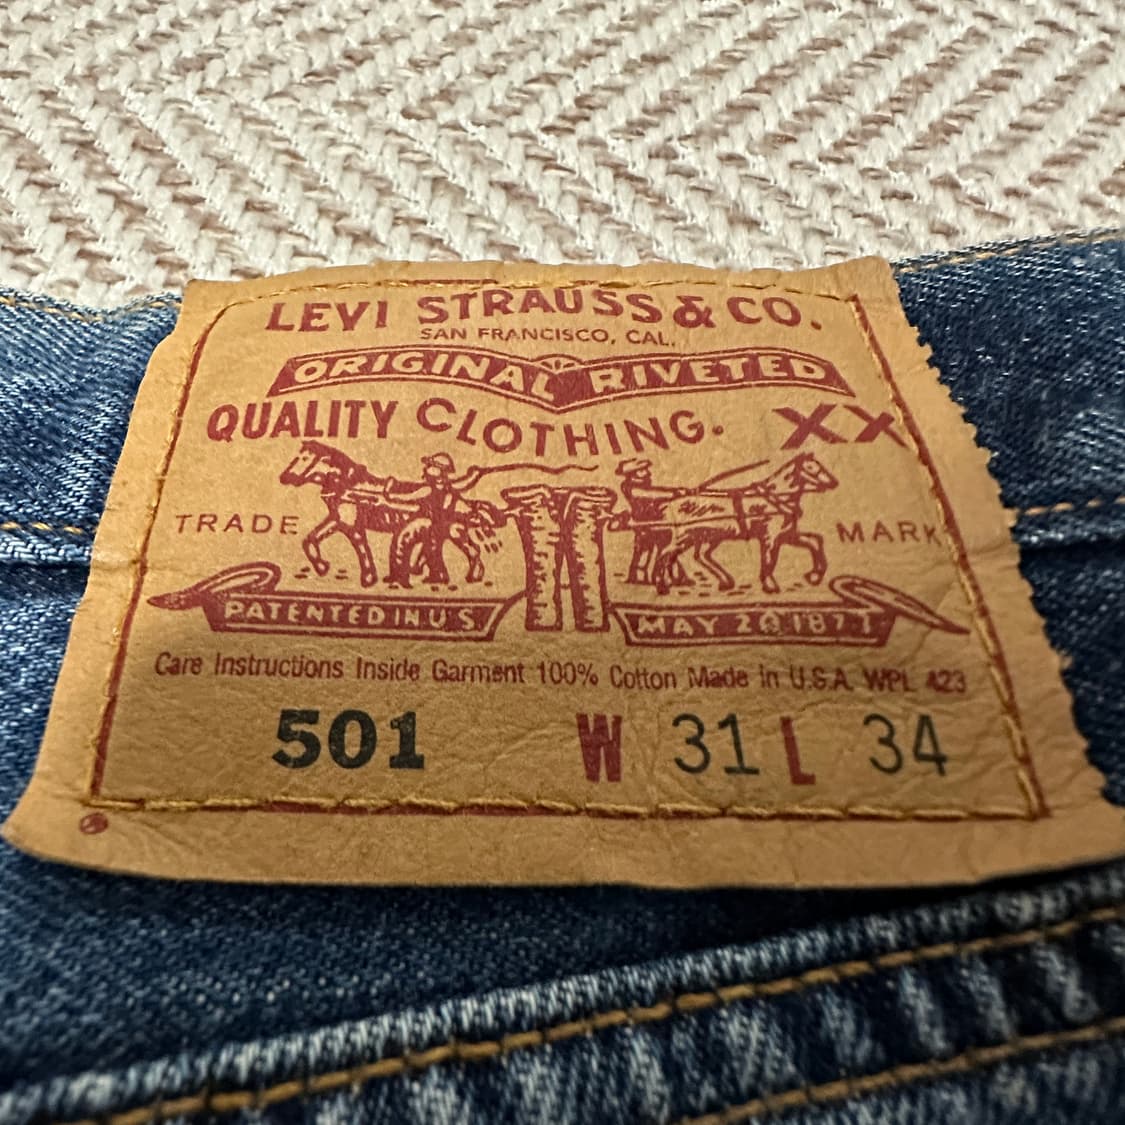 LEVI STRAUSS & CO.
SAN FRANCISCO, CAL.
ORIGINAL RIVETED
QUALITY CLOTHING. XX
TRADE MARK
PATENTED IN U S MAY 20 1873
Care Instructions Inside Garment 100% Cotton Made in U.S.A. WPL 423
501 W 31 L 34